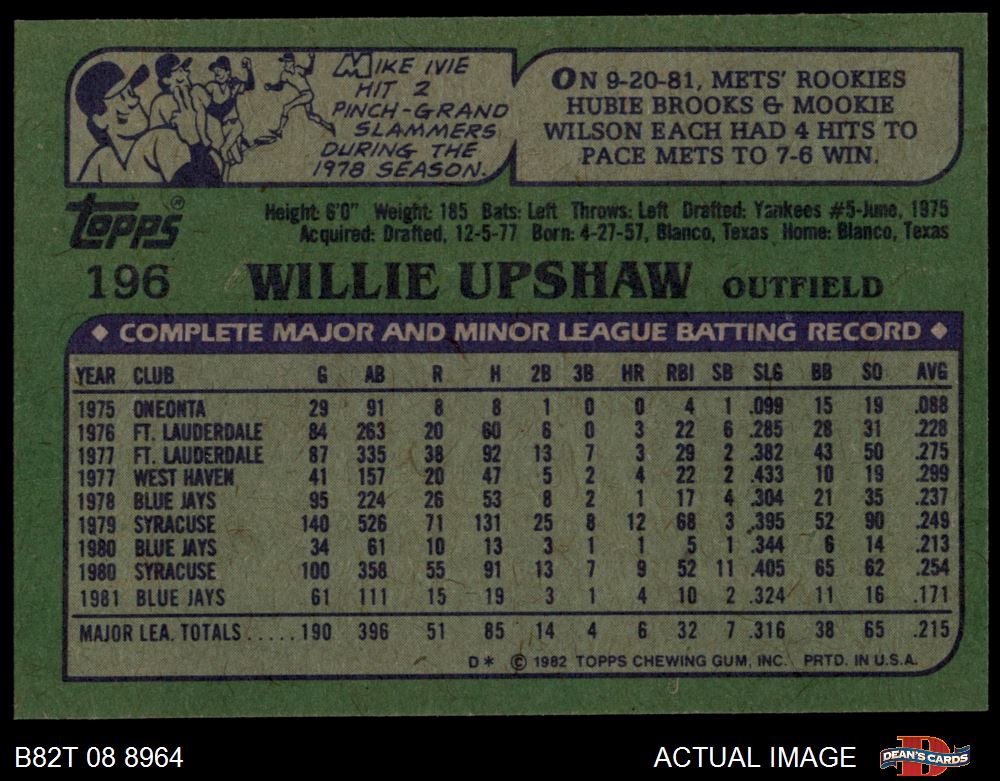 MIKE IVIE
HIT 2
PINCH-GRAND
SLAMMERS
DURING THE
1978 SEASON.
ON 9-20-81, METS' ROOKIES
HUBIE BROOKS & MOOKIE
WILSON EACH HAD 4 HITS TO
PACE METS TO 7-6 WIN.
TOPPS®
Height: 6'0" Weight: 185 Bats: Left Throws: Left Drafted: Yankees #5-June, 1975
Acquired: Drafted, 12-5-77 Born: 4-27-57, Blanco, Texas Home: Blanco, Texas
196 WILLIE UPSHAW OUTFIELD
◆ COMPLETE MAJOR AND MINOR LEAGUE BATTING RECORD ◆
YEAR CLUB G AB R H 2B 3B HR RBI SB SLG BB SO AVG
1975 ONEONTA 29 91 8 8 1 0 0 4 1 .099 15 19 .088
1976 FT. LAUDERDALE 84 263 20 60 6 0 3 22 6 .285 28 31 .228
1977 FT. LAUDERDALE 87 335 38 92 13 7 3 29 2 .382 43 50 .275
1977 WEST HAVEN 41 157 20 47 5 2 4 22 2 .433 10 19 .299
1978 BLUE JAYS 95 224 26 53 8 2 1 17 4 .304 21 35 .237
1979 SYRACUSE 140 526 71 131 25 8 12 68 3 .395 52 90 .249
1980 BLUE JAYS 34 61 10 13 3 1 1 5 1 .344 6 14 .213
1980 SYRACUSE 100 358 55 91 13 7 9 52 11 .405 65 62 .254
1981 BLUE JAYS 61 111 15 19 3 1 4 10 2 .324 11 16 .171
MAJOR LEA. TOTALS.....190 396 51 85 14 4 6 32 7 .316 38 65 .215
D* © 1982 TOPPS CHEWING GUM, INC. PRTD. IN U.S.A.
B82T 08 8964 ACTUAL IMAGE DEAN'S CARDS